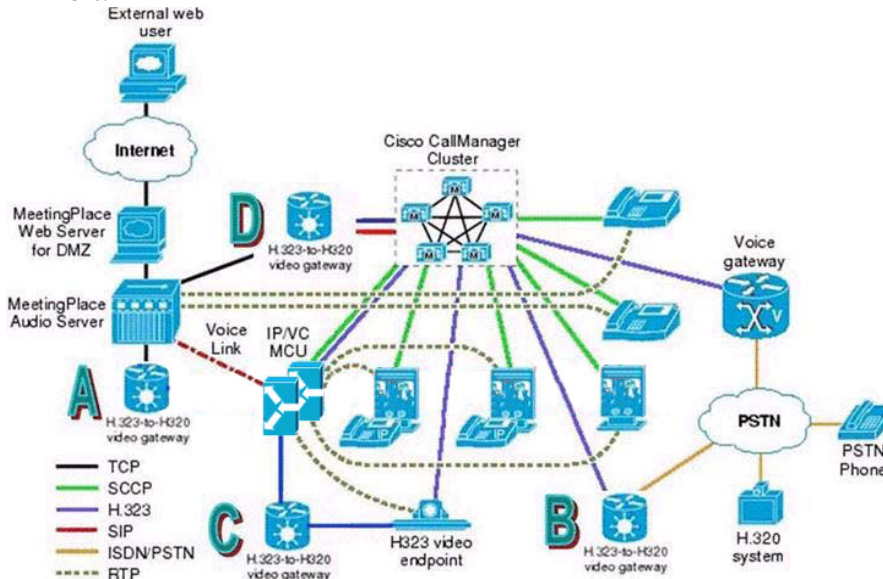 External web
user
Internet
Cisco CallManager
Cluster
MeetingPlace
Web Server
for DMZ
D
H.323-to-H320
video gateway
Voice
gateway
V
MeetingPlace
Audio Server
Voice
Link
IP/VC
MCU
A
H.323-to-H320
video gateway
IP
IP
PSTN
PSTN
Phone
TCP
SCCP
H.323
SIP
ISDN/PSTN
RTP
C
H.323-to-H320
video gateway
H323 video
endpoint
B
H.323-to-H320
video gateway
H.320
system
M
M
M
M
M